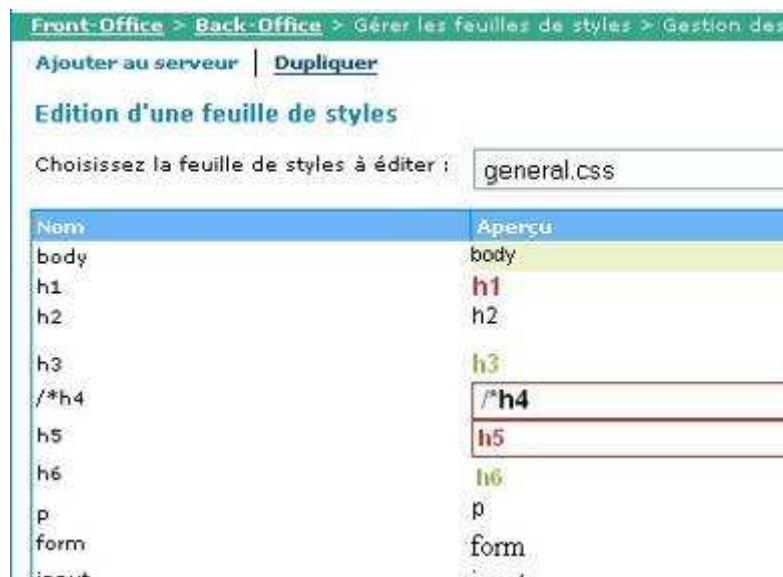 Front-Office > Back-Office > Gérer les feuilles de styles > Gestion des
Ajouter au serveur | Dupliquer
Edition d'une feuille de styles
Choisissez la feuille de styles à éditer : general.css
Nom Aperçu
body body
h1 h1
h2 h2
h3 h3
/*h4 /*h4
h5 h5
h6 h6
p p
form form
input input